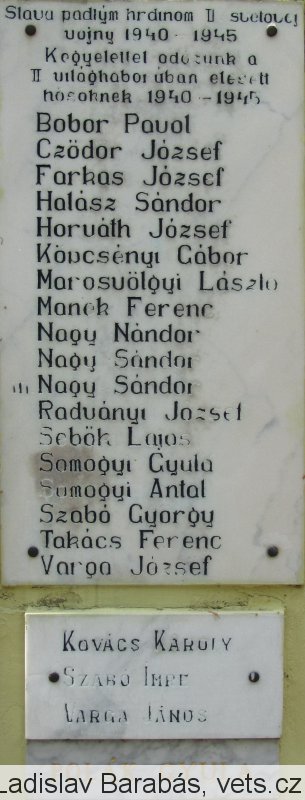 Slava padlým hrdinom II svetovej
vojny 1940 - 1945
Kegyelettel adózunk a
II világháborúban elesett
hősöknek 1940 - 1945
Bobor Pavol
Czödor József
Farkas József
Halász Sándor
Horváth József
Köpcsényi Gábor
Marosvölgyi László
Manek Ferenc
Nagy Nándor
Nagy Sándor
Nagy Sándor
Radványi József
Sebők Lajos
Somogyi Gyula
Somogyi Antal
Szabó György
Takács Ferenc
Varga József
KOVÁCS KAROLY
SZABÓ IMRE
VARGA JÁNOS
Ladislav Barabás, vets.cz